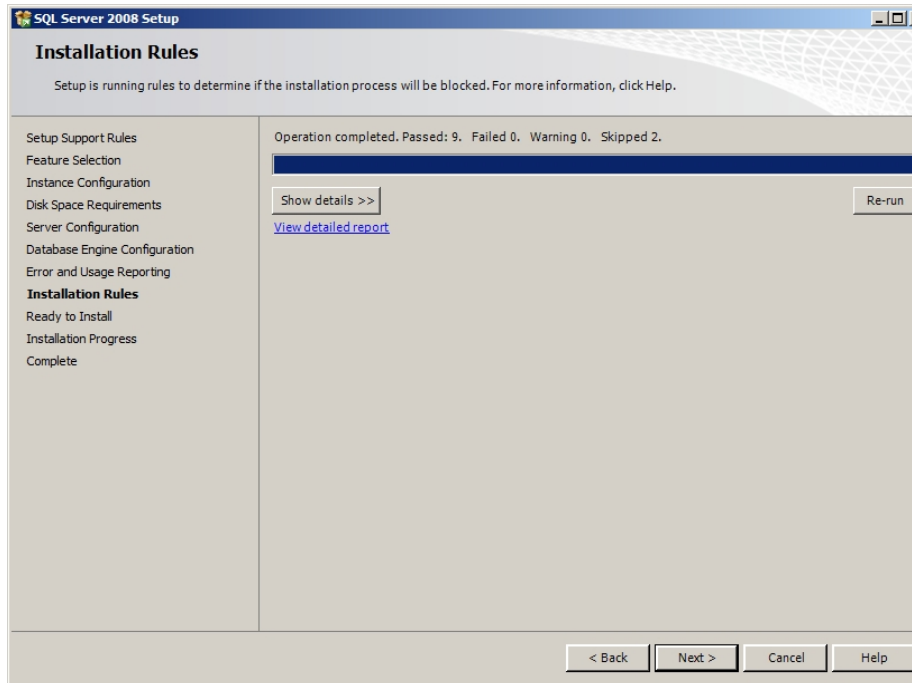 SQL Server 2008 Setup
Installation Rules
Setup is running rules to determine if the installation process will be blocked. For more information, click Help.
Setup Support Rules
Feature Selection
Instance Configuration
Disk Space Requirements
Server Configuration
Database Engine Configuration
Error and Usage Reporting
Installation Rules
Ready to Install
Installation Progress
Complete
Operation completed. Passed: 9. Failed 0. Warning 0. Skipped 2.
Show details >>
Re-run
View detailed report
< Back
Next >
Cancel
Help